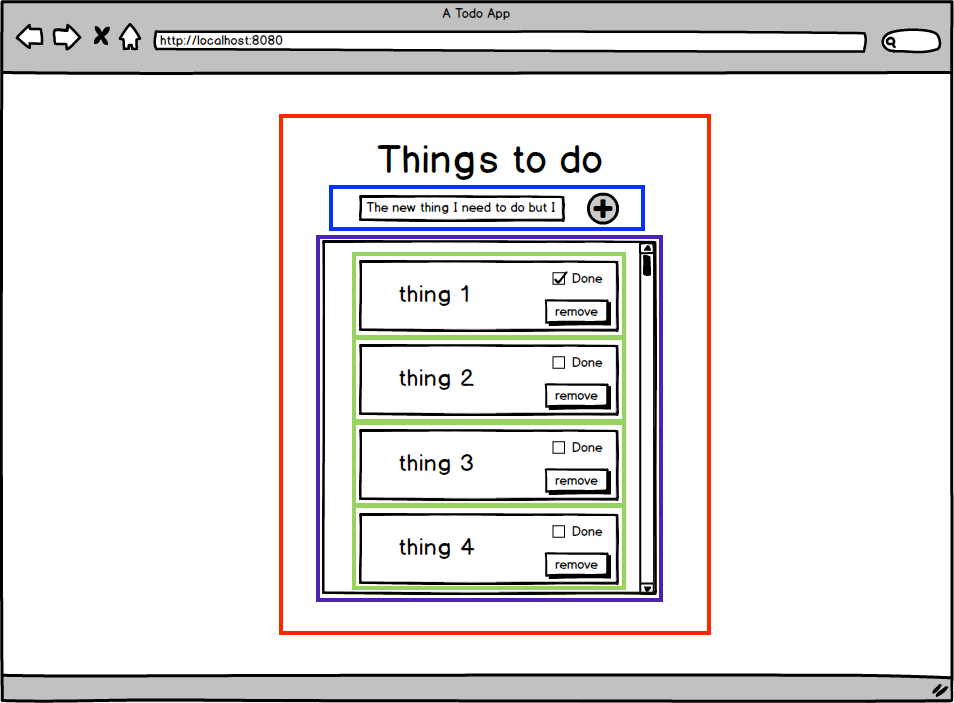 A Todo App
http://localhost:8080
Things to do
The new thing I need to do but I
thing 1
Done
remove
thing 2
Done
remove
thing 3
Done
remove
thing 4
Done
remove